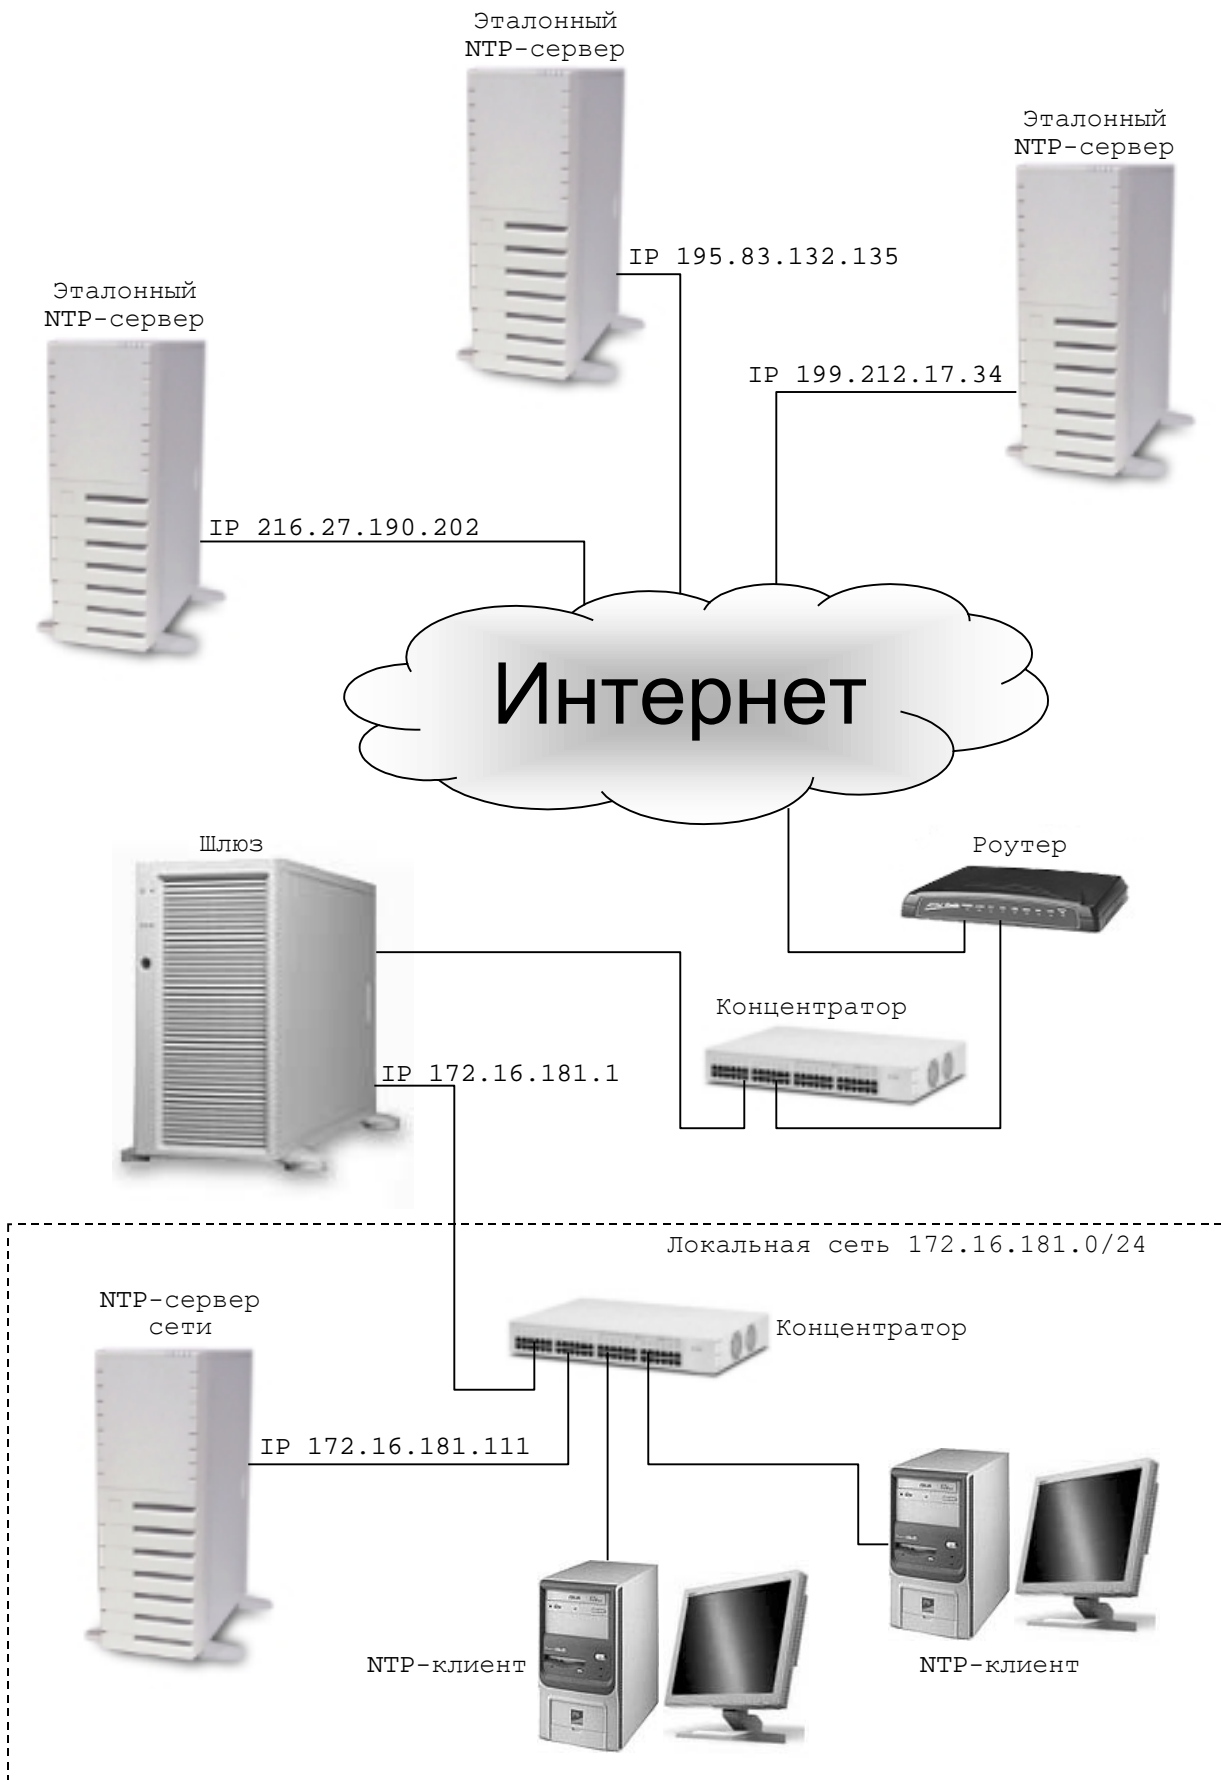 Эталонный
NTP-сервер
Эталонный
NTP-сервер
IP 195.83.132.135
Эталонный
NTP-сервер
IP 199.212.17.34
IP 216.27.190.202
Интернет
Шлюз
Роутер
Концентратор
IP 172.16.181.1
Локальная сеть 172.16.181.0/24
NTP-сервер
сети
Концентратор
IP 172.16.181.111
NTP-клиент
NTP-клиент